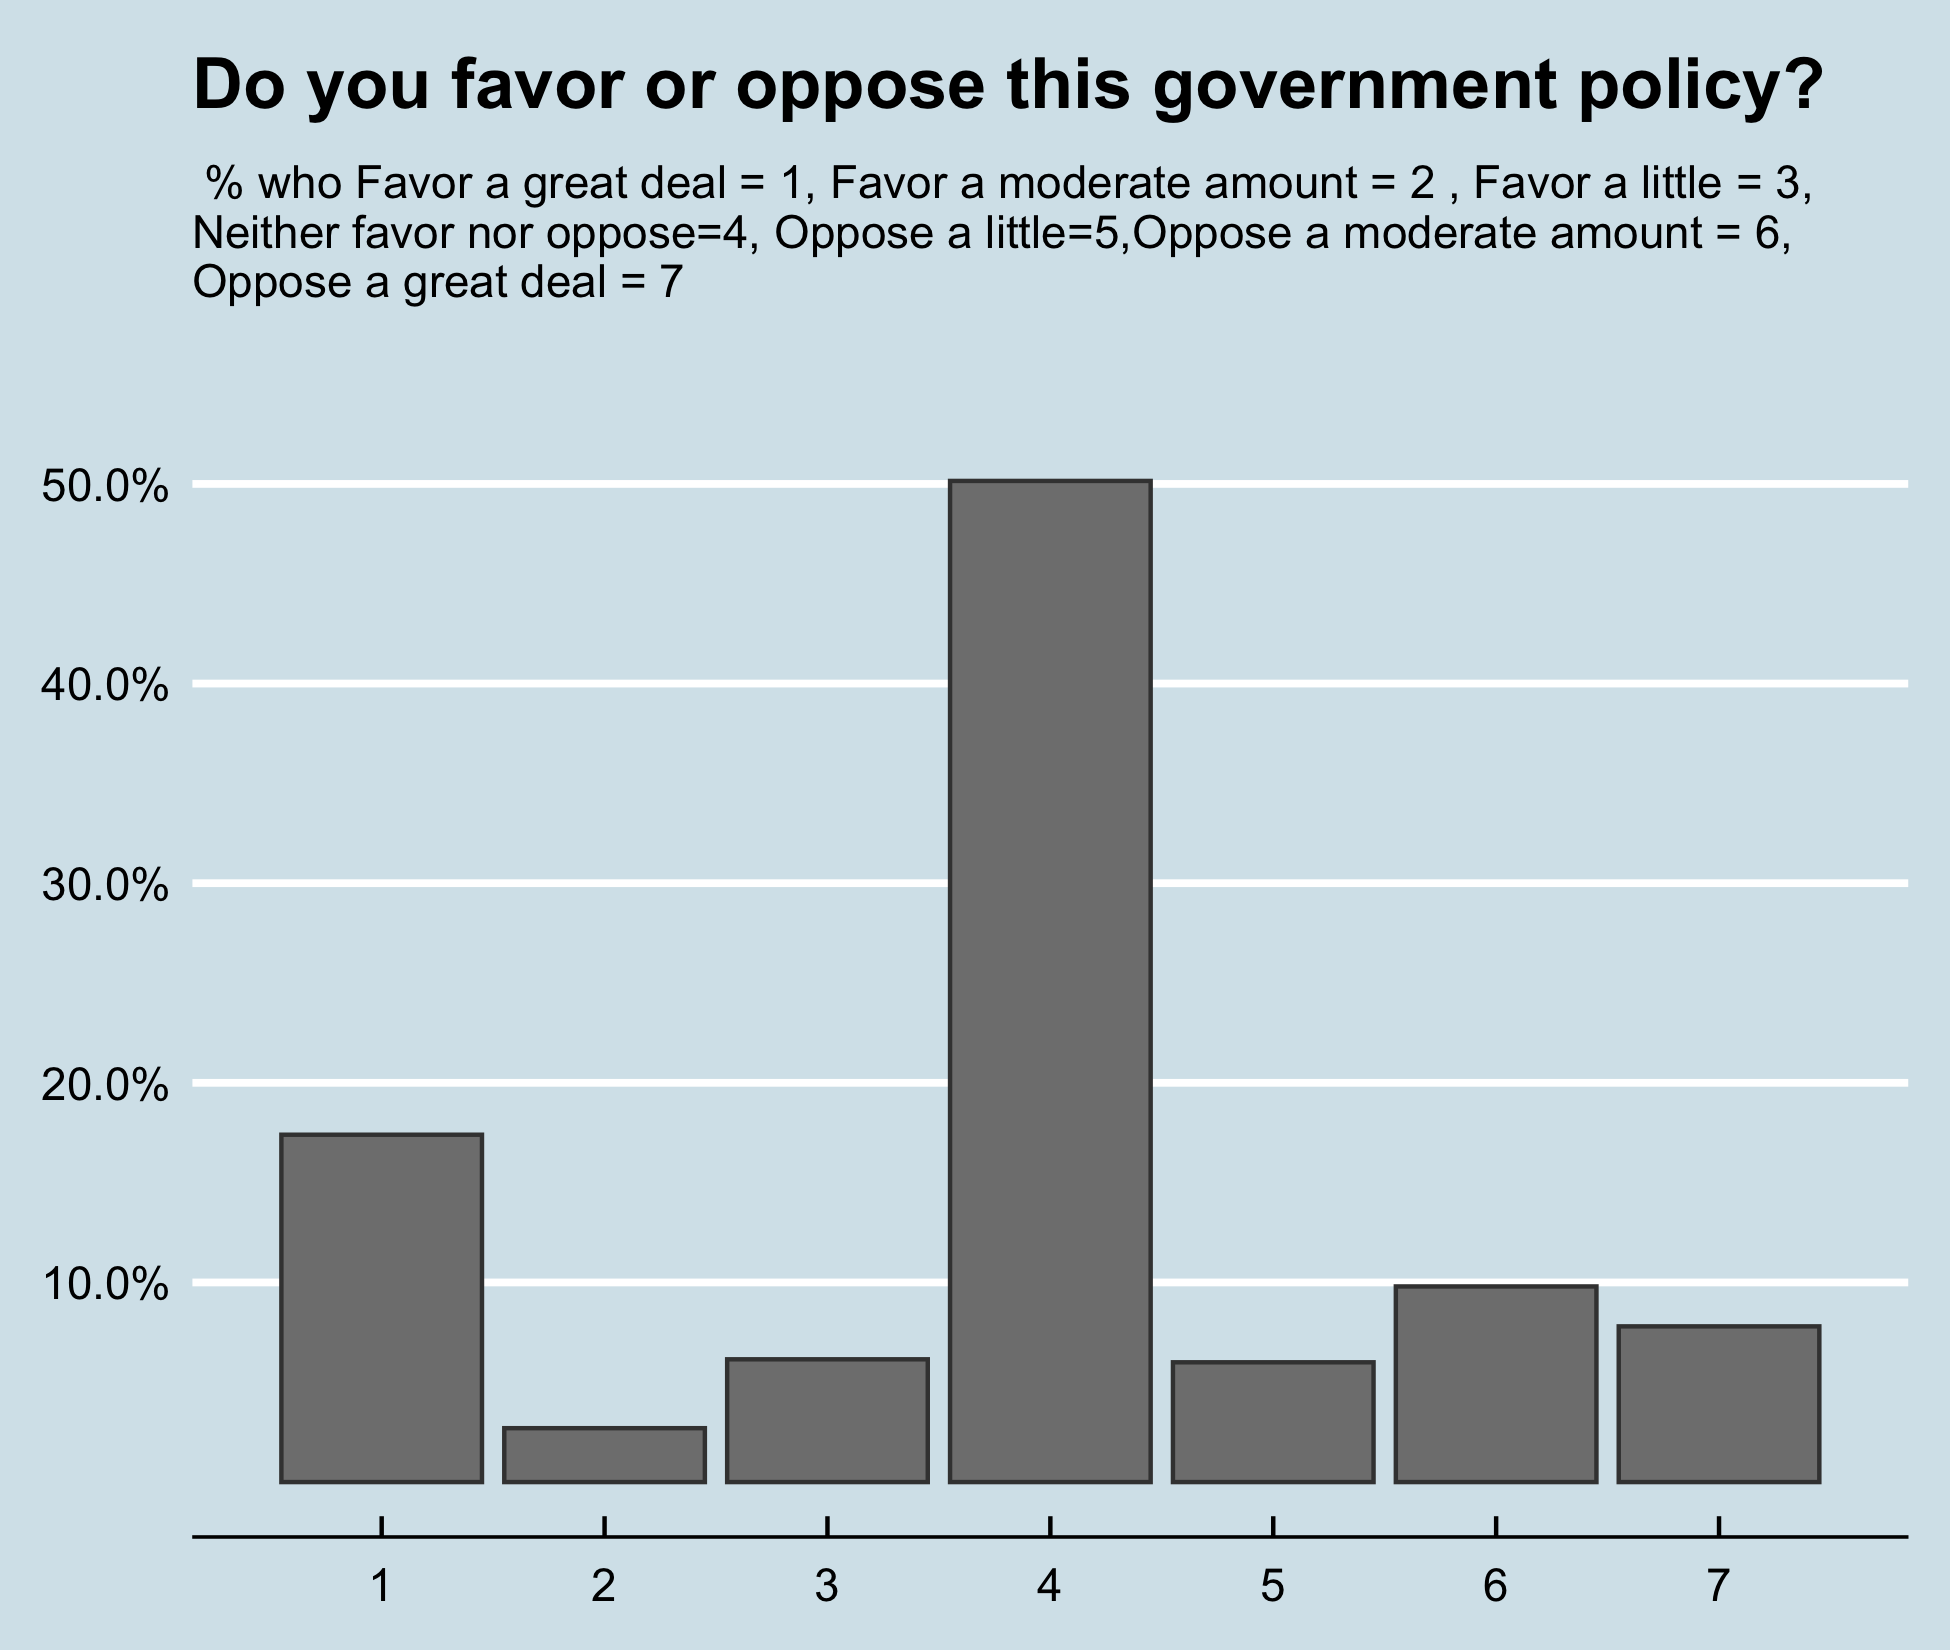 Do you favor or oppose this government policy?
% who Favor a great deal = 1, Favor a moderate amount = 2 , Favor a little = 3,
Neither favor nor oppose=4, Oppose a little=5,Oppose a moderate amount = 6,
Oppose a great deal = 7
50.0%
40.0%
30.0%
20.0%
10.0%
1 2 3 4 5 6 7